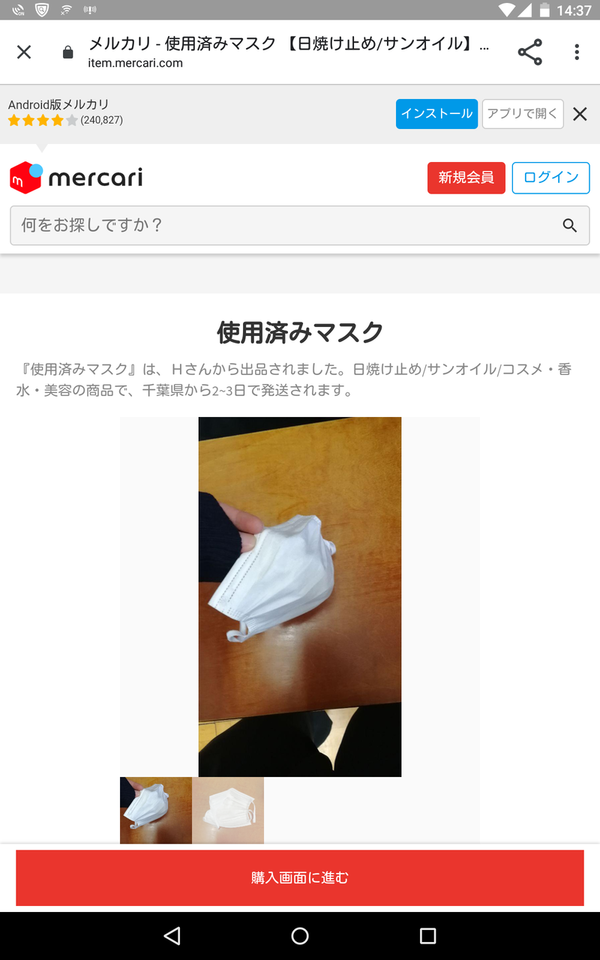 14:37
メルカリ - 使用済みマスク 【日焼け止め/サンオイル】...
item.mercari.com
Android版メルカリ
(240,827)
インストール
アプリで開く
mercari
新規会員
ログイン
何をお探しですか？
使用済みマスク
『使用済みマスク』は、Hさんから出品されました。日焼け止め/サンオイル/コスメ・香
水・美容の商品で、千葉県から2~3日で発送されます。
購入画面に進む